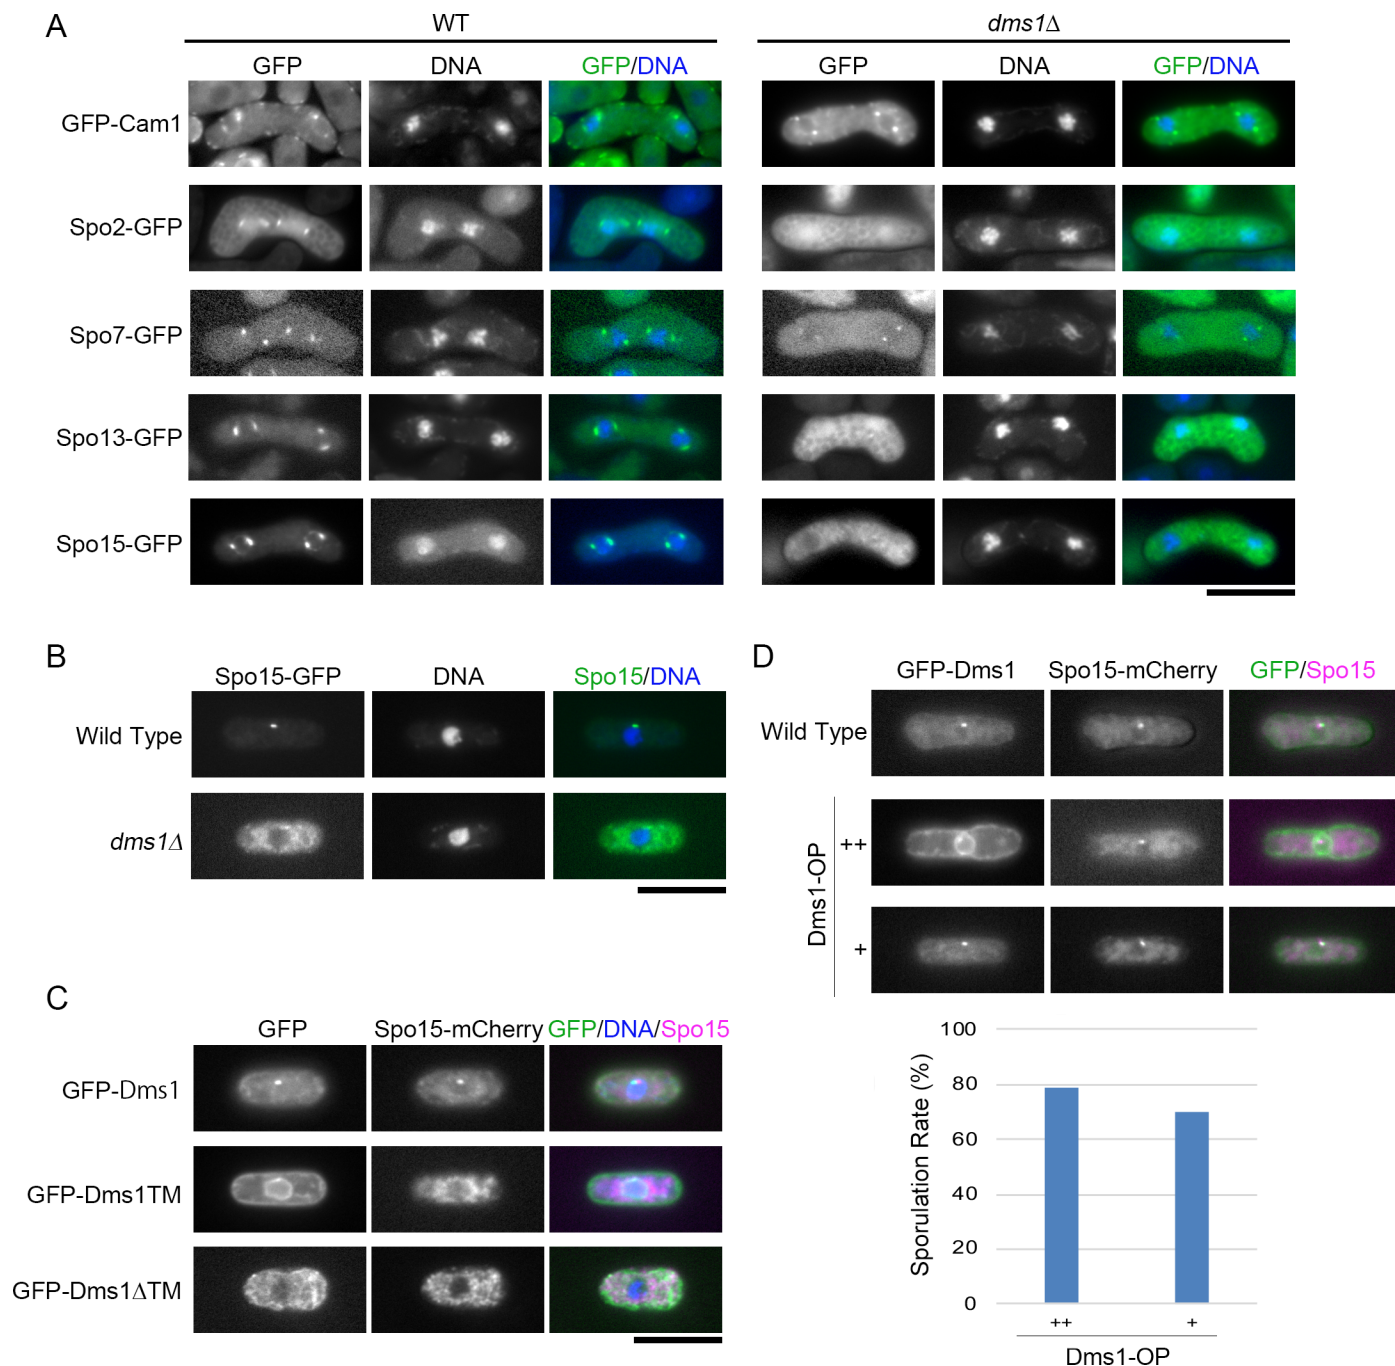 A
WT
dms1Δ
GFP DNA GFP/DNA
GFP DNA GFP/DNA
GFP-Cam1
Spo2-GFP
Spo7-GFP
Spo13-GFP
Spo15-GFP
B
Spo15-GFP DNA Spo15/DNA
Wild Type
dms1Δ
C
GFP Spo15-mCherry GFP/DNA/Spo15
GFP-Dms1
GFP-Dms1TM
GFP-Dms1ΔTM
D
GFP-Dms1 Spo15-mCherry GFP/Spo15
Wild Type
Dms1-OP
++
+
Sporulation Rate (%)
100
80
60
40
20
0
++ +
Dms1-OP